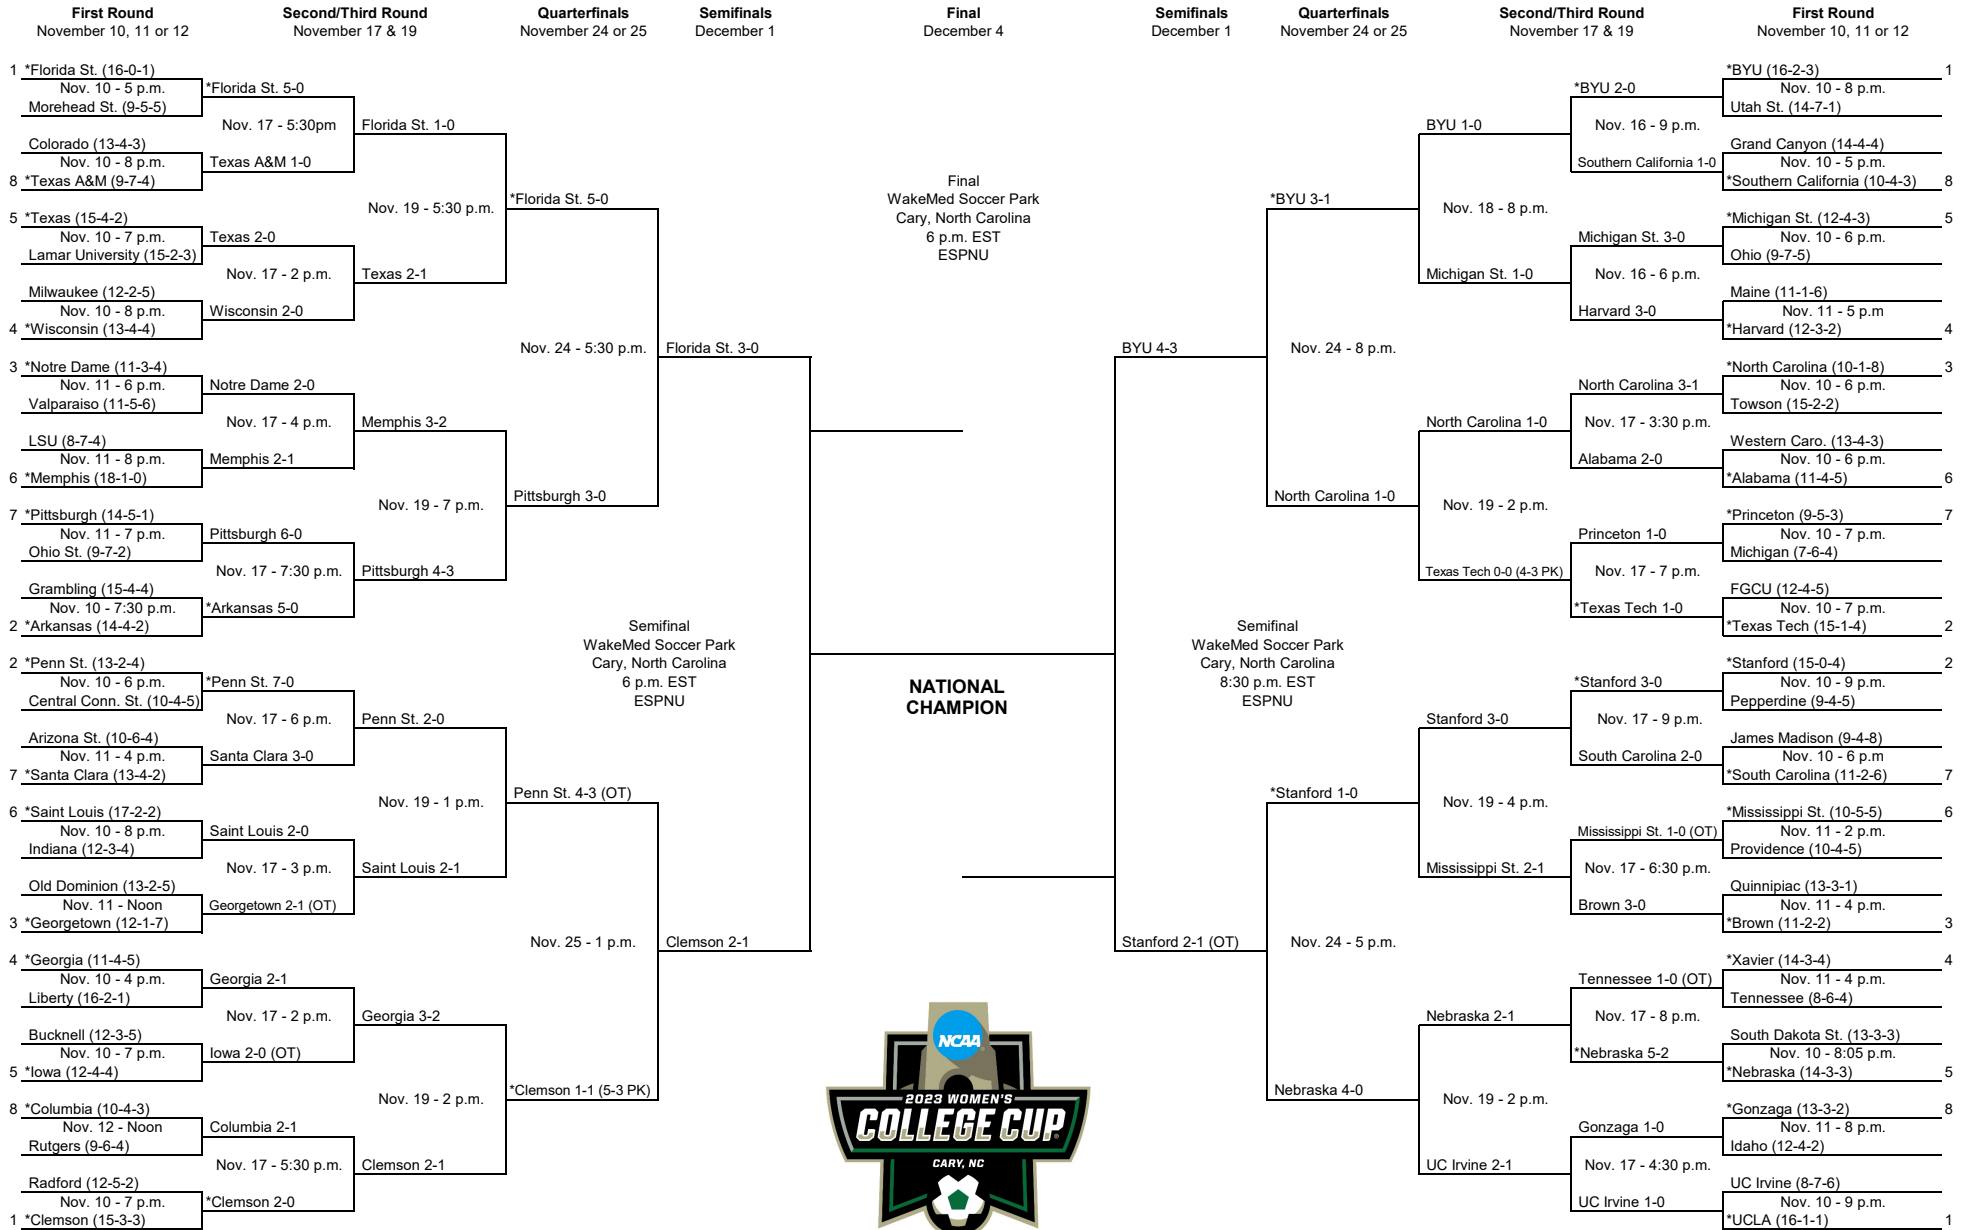 First Round
November 10, 11 or 12
Second/Third Round
November 17 & 19
Quarterfinals
November 24 or 25
Semifinals
December 1
Final
December 4
Semifinals
December 1
Quarterfinals
November 24 or 25
Second/Third Round
November 17 & 19
First Round
November 10, 11 or 12
1 *Florida St. (16-0-1)
Nov. 10 - 5 p.m.
Morehead St. (9-5-5)
Colorado (13-4-3)
Nov. 10 - 8 p.m.
8 *Texas A&M (9-7-4)
5 *Texas (15-4-2)
Nov. 10 - 7 p.m.
Lamar University (15-2-3)
Milwaukee (12-2-5)
Nov. 10 - 8 p.m.
4 *Wisconsin (13-4-4)
3 *Notre Dame (11-3-4)
Nov. 11 - 6 p.m.
Valparaiso (11-5-6)
LSU (8-7-4)
Nov. 11 - 8 p.m.
6 *Memphis (18-1-0)
7 *Pittsburgh (14-5-1)
Nov. 11 - 7 p.m.
Ohio St. (9-7-2)
Grambling (15-4-4)
Nov. 10 - 7:30 p.m.
2 *Arkansas (14-4-2)
2 *Penn St. (13-2-4)
Nov. 10 - 6 p.m.
Central Conn. St. (10-4-5)
Arizona St. (10-6-4)
Nov. 11 - 4 p.m.
7 *Santa Clara (13-4-2)
6 *Saint Louis (17-2-2)
Nov. 10 - 8 p.m.
Indiana (12-3-4)
Old Dominion (13-2-5)
Nov. 11 - Noon
3 *Georgetown (12-1-7)
4 *Georgia (11-4-5)
Nov. 10 - 4 p.m.
Liberty (16-2-1)
Bucknell (12-3-5)
Nov. 10 - 7 p.m.
5 *Iowa (12-4-4)
8 *Columbia (10-4-3)
Nov. 12 - Noon
Rutgers (9-6-4)
Radford (12-5-2)
Nov. 10 - 7 p.m.
1 *Clemson (15-3-3)
*Florida St. 5-0
Nov. 17 - 5:30pm
Texas A&M 1-0
Texas 2-0
Nov. 17 - 2 p.m.
Wisconsin 2-0
Notre Dame 2-0
Nov. 17 - 4 p.m.
Memphis 2-1
Pittsburgh 6-0
Nov. 17 - 7:30 p.m.
*Arkansas 5-0
*Penn St. 7-0
Nov. 17 - 6 p.m.
Santa Clara 3-0
Saint Louis 2-0
Nov. 17 - 3 p.m.
Georgetown 2-1 (OT)
Georgia 2-1
Nov. 17 - 2 p.m.
Iowa 2-0 (OT)
Columbia 2-1
Nov. 17 - 5:30 p.m.
*Clemson 2-0
Florida St. 1-0
Nov. 19 - 5:30 p.m.
Texas 2-1
Memphis 3-2
Nov. 19 - 7 p.m.
Pittsburgh 4-3
Penn St. 2-0
Nov. 19 - 1 p.m.
Saint Louis 2-1
Georgia 3-2
Nov. 19 - 2 p.m.
Clemson 2-1
*Florida St. 5-0
Nov. 24 - 5:30 p.m.
Pittsburgh 3-0
Penn St. 4-3 (OT)
Nov. 25 - 1 p.m.
*Clemson 1-1 (5-3 PK)
Florida St. 3-0
Semifinal
WakeMed Soccer Park
Cary, North Carolina
6 p.m. EST
ESPNU
Clemson 2-1
Final
WakeMed Soccer Park
Cary, North Carolina
6 p.m. EST
ESPNU
NATIONAL
CHAMPION
NCAA
2023 WOMEN'S
COLLEGE CUP
CARY, NC
BYU 4-3
Semifinal
WakeMed Soccer Park
Cary, North Carolina
8:30 p.m. EST
ESPNU
Stanford 2-1 (OT)
*BYU 3-1
Nov. 24 - 8 p.m.
North Carolina 1-0
*Stanford 1-0
Nov. 24 - 5 p.m.
Nebraska 4-0
BYU 1-0
Nov. 18 - 8 p.m.
Michigan St. 1-0
North Carolina 1-0
Nov. 19 - 2 p.m.
Texas Tech 0-0 (4-3 PK)
Stanford 3-0
Nov. 19 - 4 p.m.
Mississippi St. 2-1
Nebraska 2-1
Nov. 19 - 2 p.m.
UC Irvine 2-1
*BYU 2-0
Nov. 16 - 9 p.m.
Southern California 1-0
Michigan St. 3-0
Nov. 16 - 6 p.m.
Harvard 3-0
North Carolina 3-1
Nov. 17 - 3:30 p.m.
Alabama 2-0
Princeton 1-0
Nov. 17 - 7 p.m.
*Texas Tech 1-0
*Stanford 3-0
Nov. 17 - 9 p.m.
South Carolina 2-0
Mississippi St. 1-0 (OT)
Nov. 17 - 6:30 p.m.
Brown 3-0
Tennessee 1-0 (OT)
Nov. 17 - 8 p.m.
*Nebraska 5-2
Gonzaga 1-0
Nov. 17 - 4:30 p.m.
UC Irvine 1-0
*BYU (16-2-3) 1
Nov. 10 - 8 p.m.
Utah St. (14-7-1)
Grand Canyon (14-4-4)
Nov. 10 - 5 p.m.
*Southern California (10-4-3) 8
*Michigan St. (12-4-3) 5
Nov. 10 - 6 p.m.
Ohio (9-7-5)
Maine (11-1-6)
Nov. 11 - 5 p.m
*Harvard (12-3-2) 4
*North Carolina (10-1-8) 3
Nov. 10 - 6 p.m.
Towson (15-2-2)
Western Caro. (13-4-3)
Nov. 10 - 6 p.m.
*Alabama (11-4-5) 6
*Princeton (9-5-3) 7
Nov. 10 - 7 p.m.
Michigan (7-6-4)
FGCU (12-4-5)
Nov. 10 - 7 p.m.
*Texas Tech (15-1-4) 2
*Stanford (15-0-4) 2
Nov. 10 - 9 p.m.
Pepperdine (9-4-5)
James Madison (9-4-8)
Nov. 10 - 6 p.m
*South Carolina (11-2-6) 7
*Mississippi St. (10-5-5) 6
Nov. 11 - 2 p.m.
Providence (10-4-5)
Quinnipiac (13-3-1)
Nov. 11 - 4 p.m.
*Brown (11-2-2) 3
*Xavier (14-3-4) 4
Nov. 11 - 4 p.m.
Tennessee (8-6-4)
South Dakota St. (13-3-3)
Nov. 10 - 8:05 p.m.
*Nebraska (14-3-3) 5
*Gonzaga (13-3-2) 8
Nov. 11 - 8 p.m.
Idaho (12-4-2)
UC Irvine (8-7-6)
Nov. 10 - 9 p.m.
*UCLA (16-1-1) 1